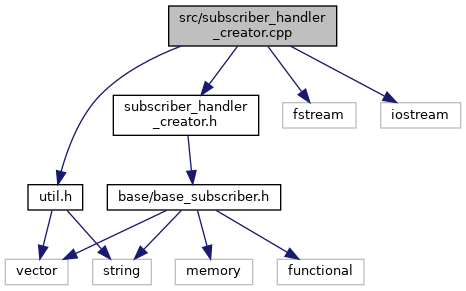 src/subscriber_handler
_creator.cpp
subscriber_handler
_creator.h
fstream
iostream
util.h
base/base_subscriber.h
vector
string
memory
functional